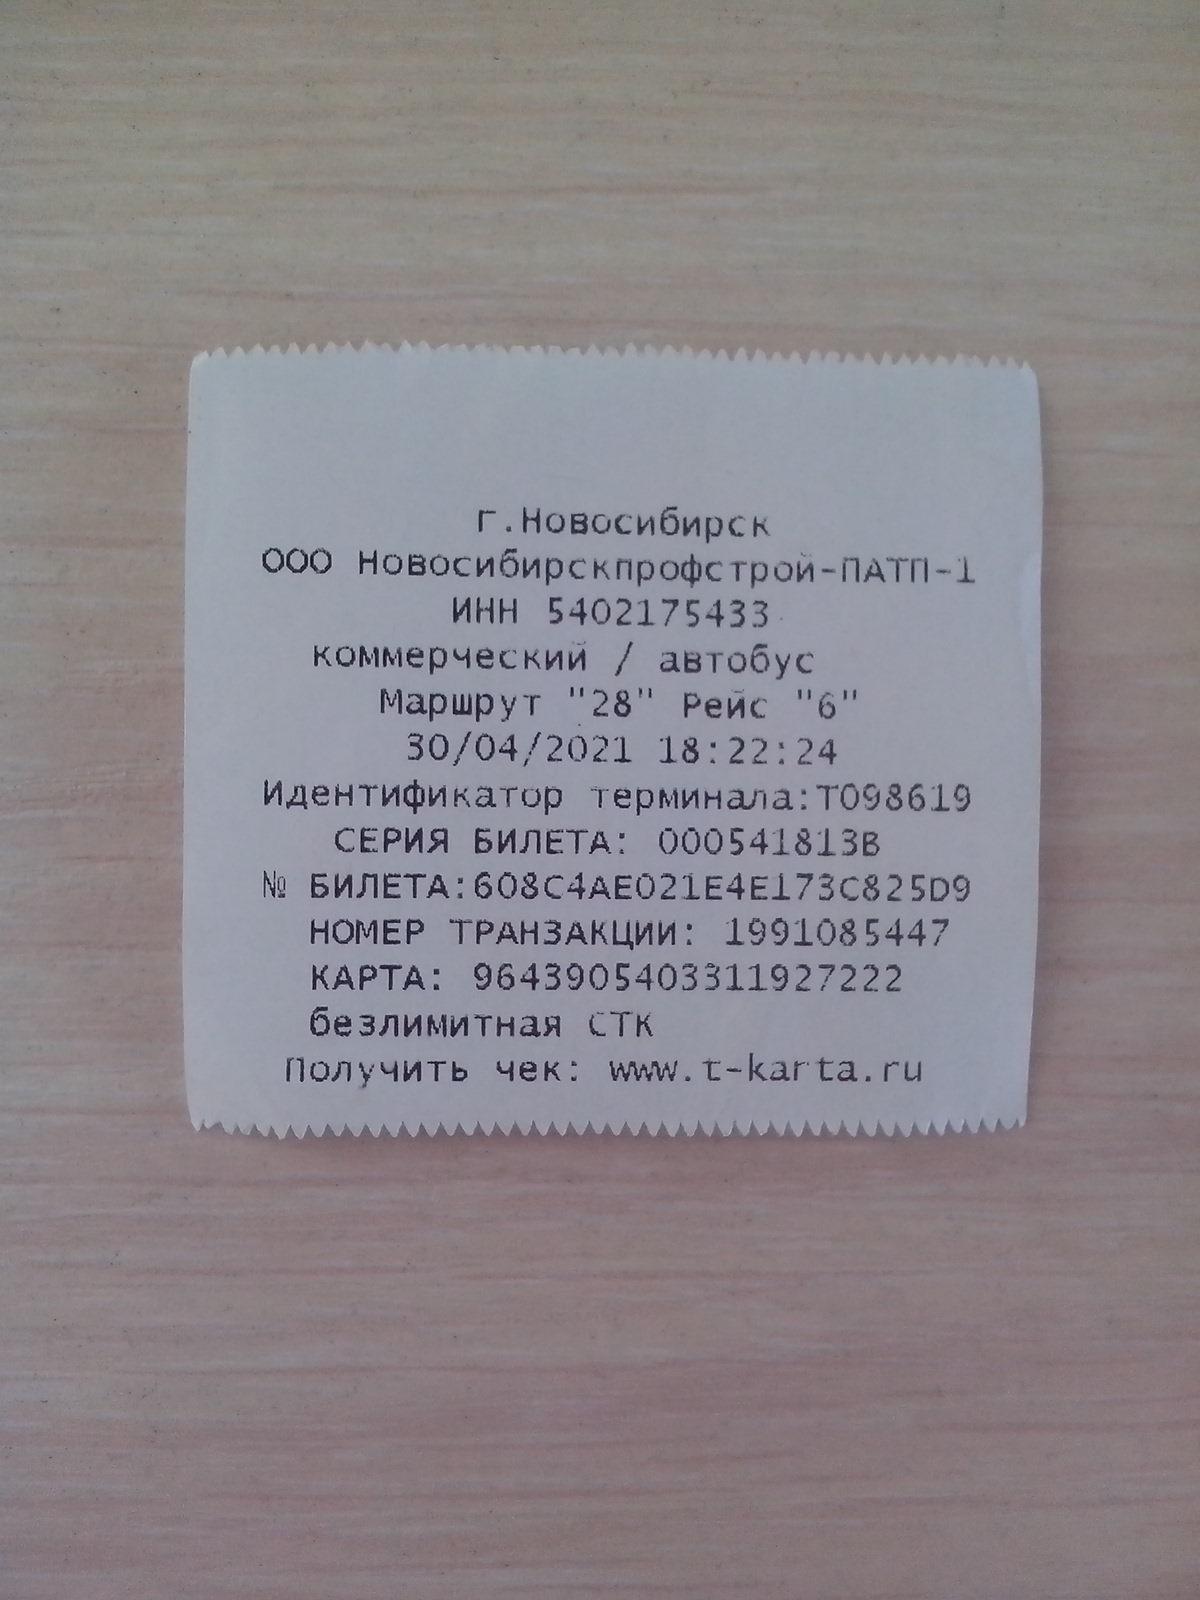 г.Новосибирск
ООО Новосибирскпрофстрой-ПАТП-1
ИНН 5402175433
коммерческий / автобус
Маршрут "28" Рейс "6"
30/04/2021 18:22:24
Идентификатор терминала:T098619
СЕРИЯ БИЛЕТА: 000541813B
№ БИЛЕТА:608C4AE021E4E173C825D9
НОМЕР ТРАНЗАКЦИИ: 1991085447
КАРТА: 9643905403311927222
безлимитная СТК
Получить чек: www.t-karta.ru